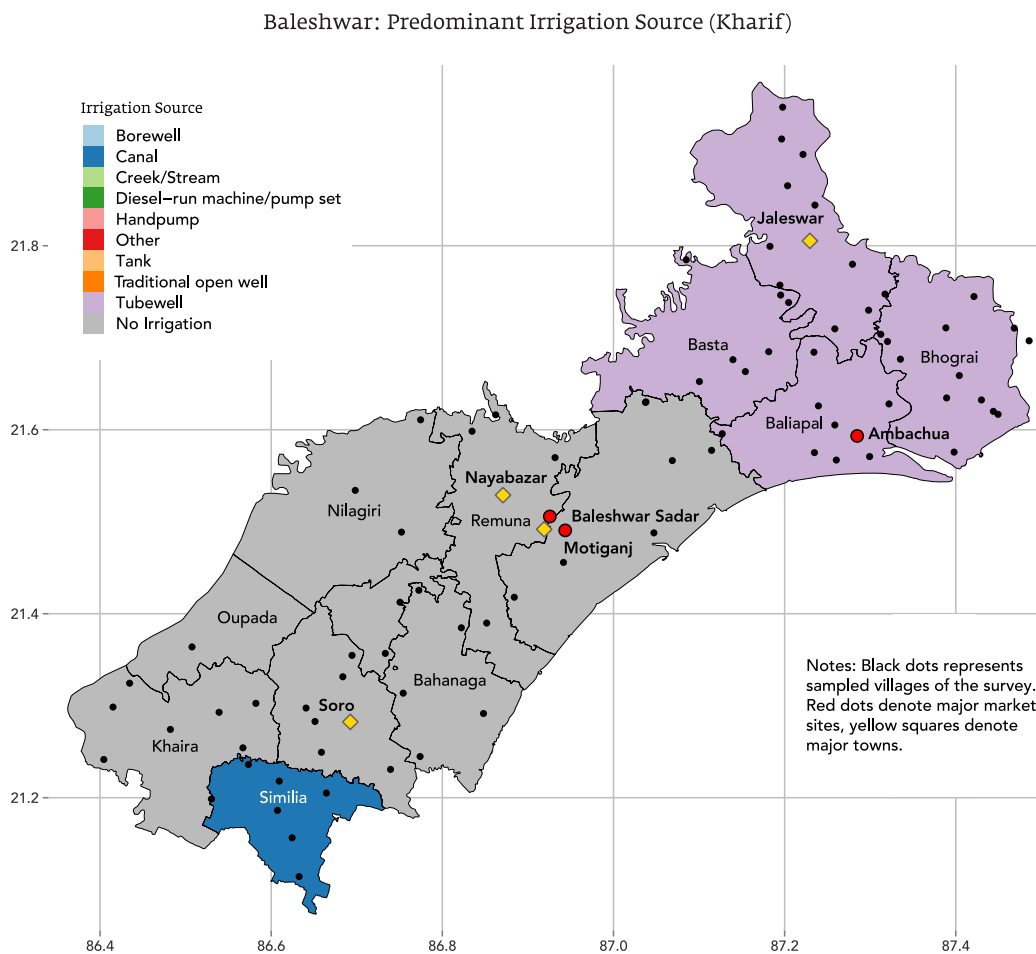 Baleshwar: Predominant Irrigation Source (Kharif)
Irrigation Source
Borewell
Canal
Creek/Stream
Diesel−run machine/pump set
Handpump
Other
Tank
Traditional open well
Tubewell
No Irrigation
21.8
21.6
21.4
21.2
86.4
86.6
86.8
87.0
87.2
87.4
Jaleswar
Basta
Bhograi
Baliapal
Ambachua
Nayabazar
Nilagiri
Remuna
Baleshwar Sadar
Motiganj
Oupada
Bahanaga
Soro
Khaira
Similia
Notes: Black dots represents
sampled villages of the survey.
Red dots denote major market
sites, yellow squares denote
major towns.